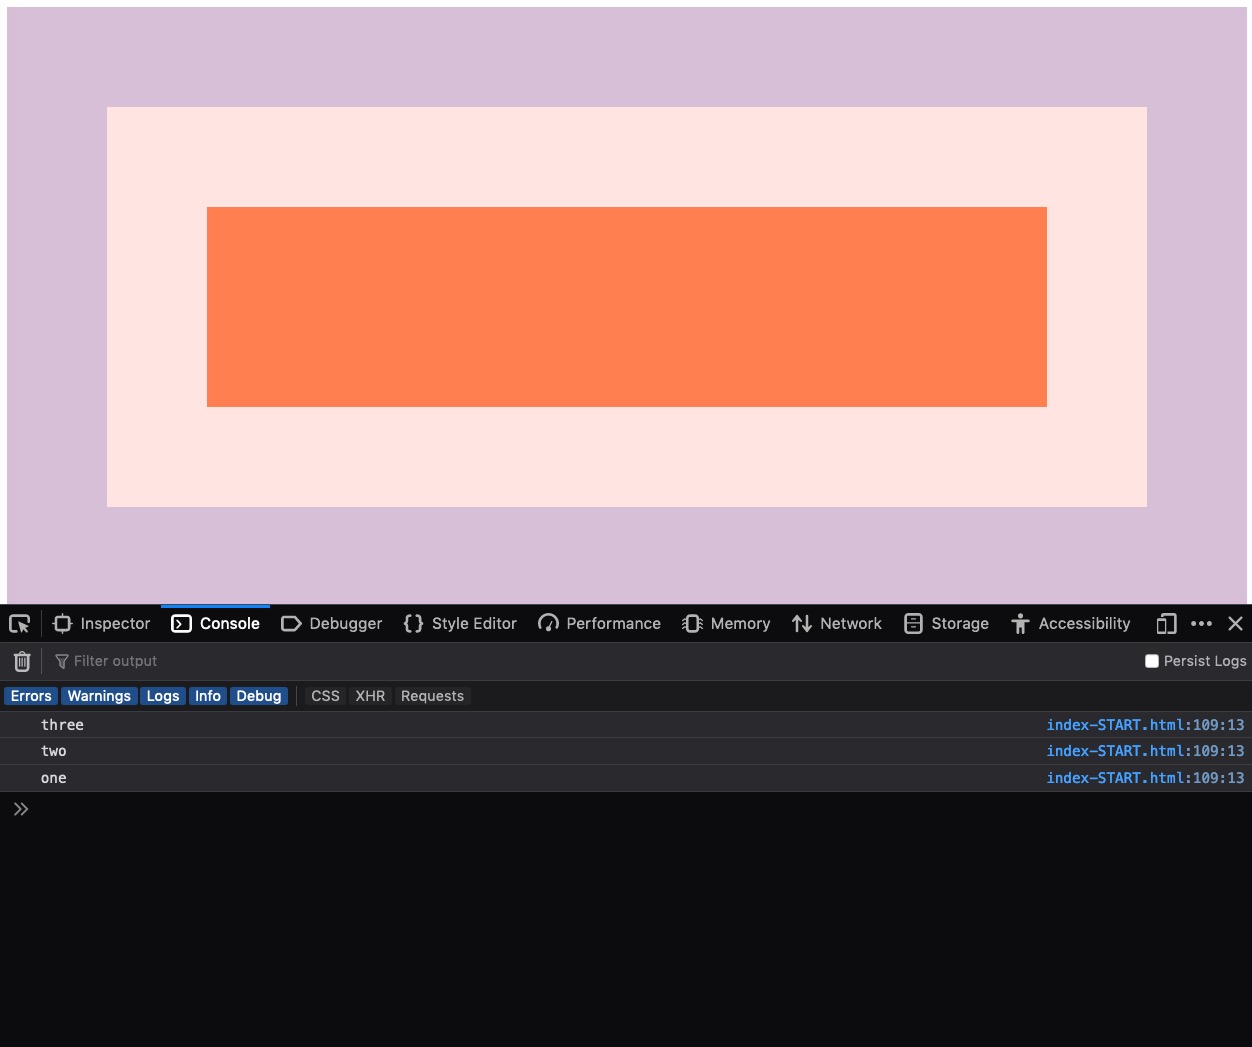 Inspector Console Debugger Style Editor Performance Memory Network Storage Accessibility
Filter output Persist Logs
Errors Warnings Logs Info Debug CSS XHR Requests
three index-START.html:109:13
two index-START.html:109:13
one index-START.html:109:13